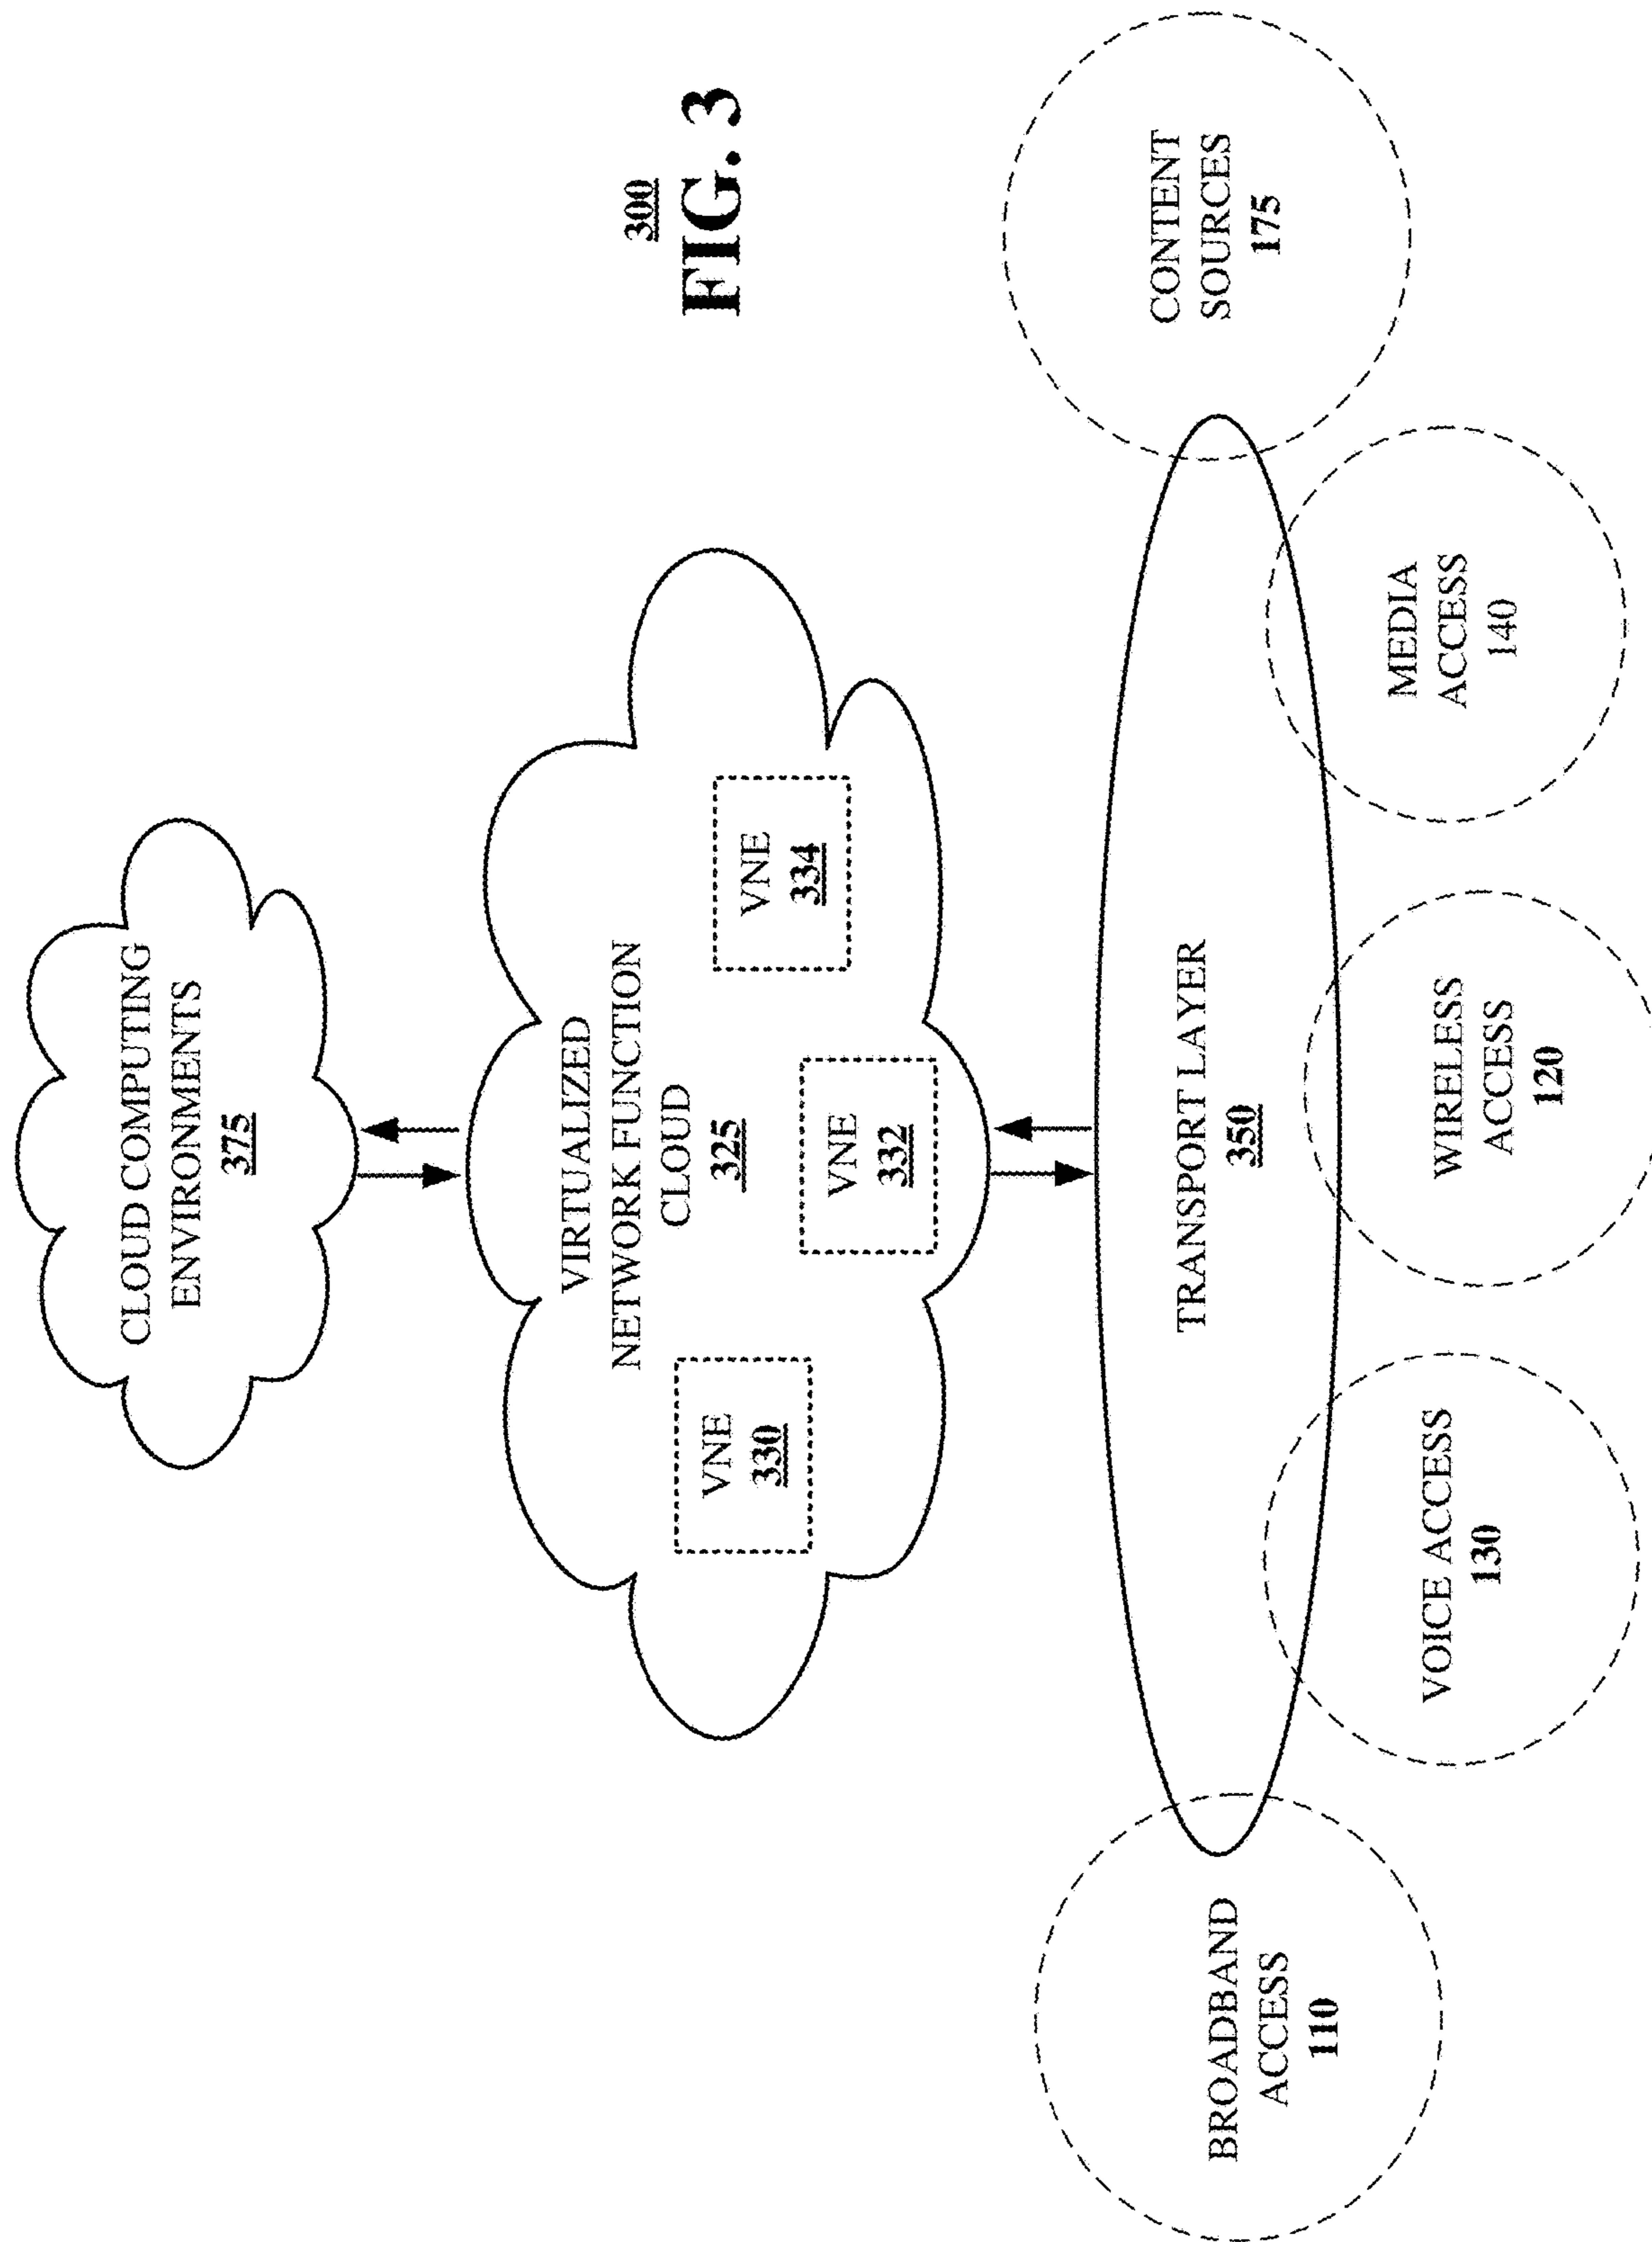 CLOUD COMPUTING
ENVIRONMENTS
375
VIRTUALIZED
NETWORK FUNCTION
CLOUD
325
VNE
330
VNE
332
VNE
334
TRANSPORT LAYER
350
BROADBAND
ACCESS
110
VOICE ACCESS
130
WIRELESS
ACCESS
120
MEDIA
ACCESS
140
CONTENT
SOURCES
175
300
FIG. 3